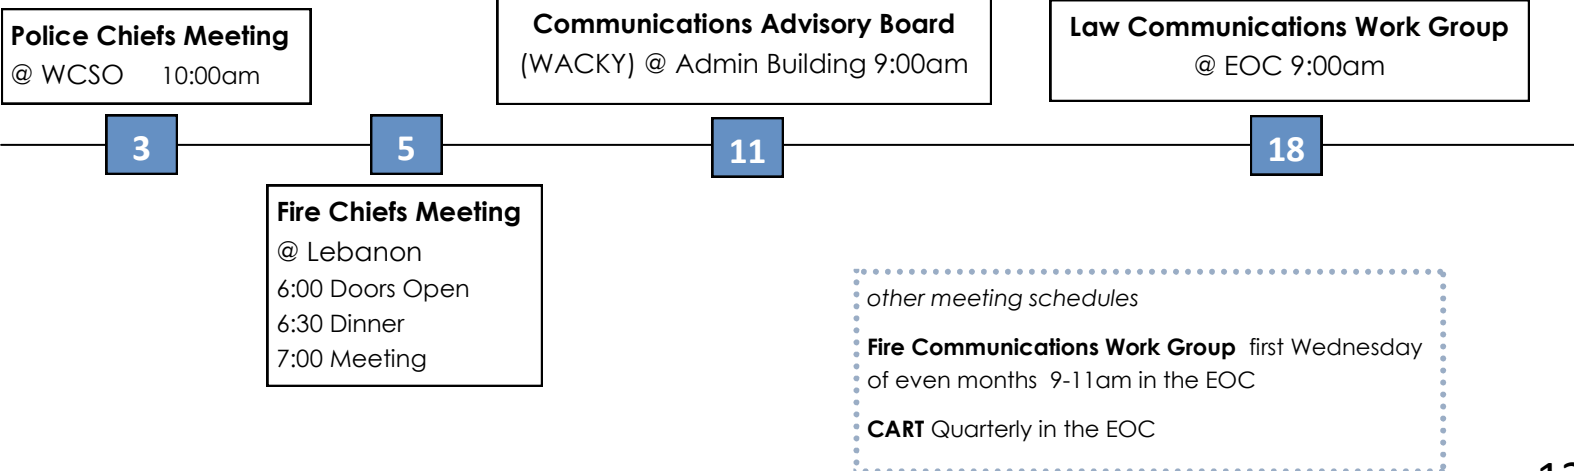 Police Chiefs Meeting
@ WCSO 10:00am
Communications Advisory Board
(WACKY) @ Admin Building 9:00am
Law Communications Work Group
@ EOC 9:00am
3
5
11
18
Fire Chiefs Meeting
@ Lebanon
6:00 Doors Open
6:30 Dinner
7:00 Meeting
other meeting schedules
Fire Communications Work Group first Wednesday
of even months 9-11am in the EOC
CART Quarterly in the EOC